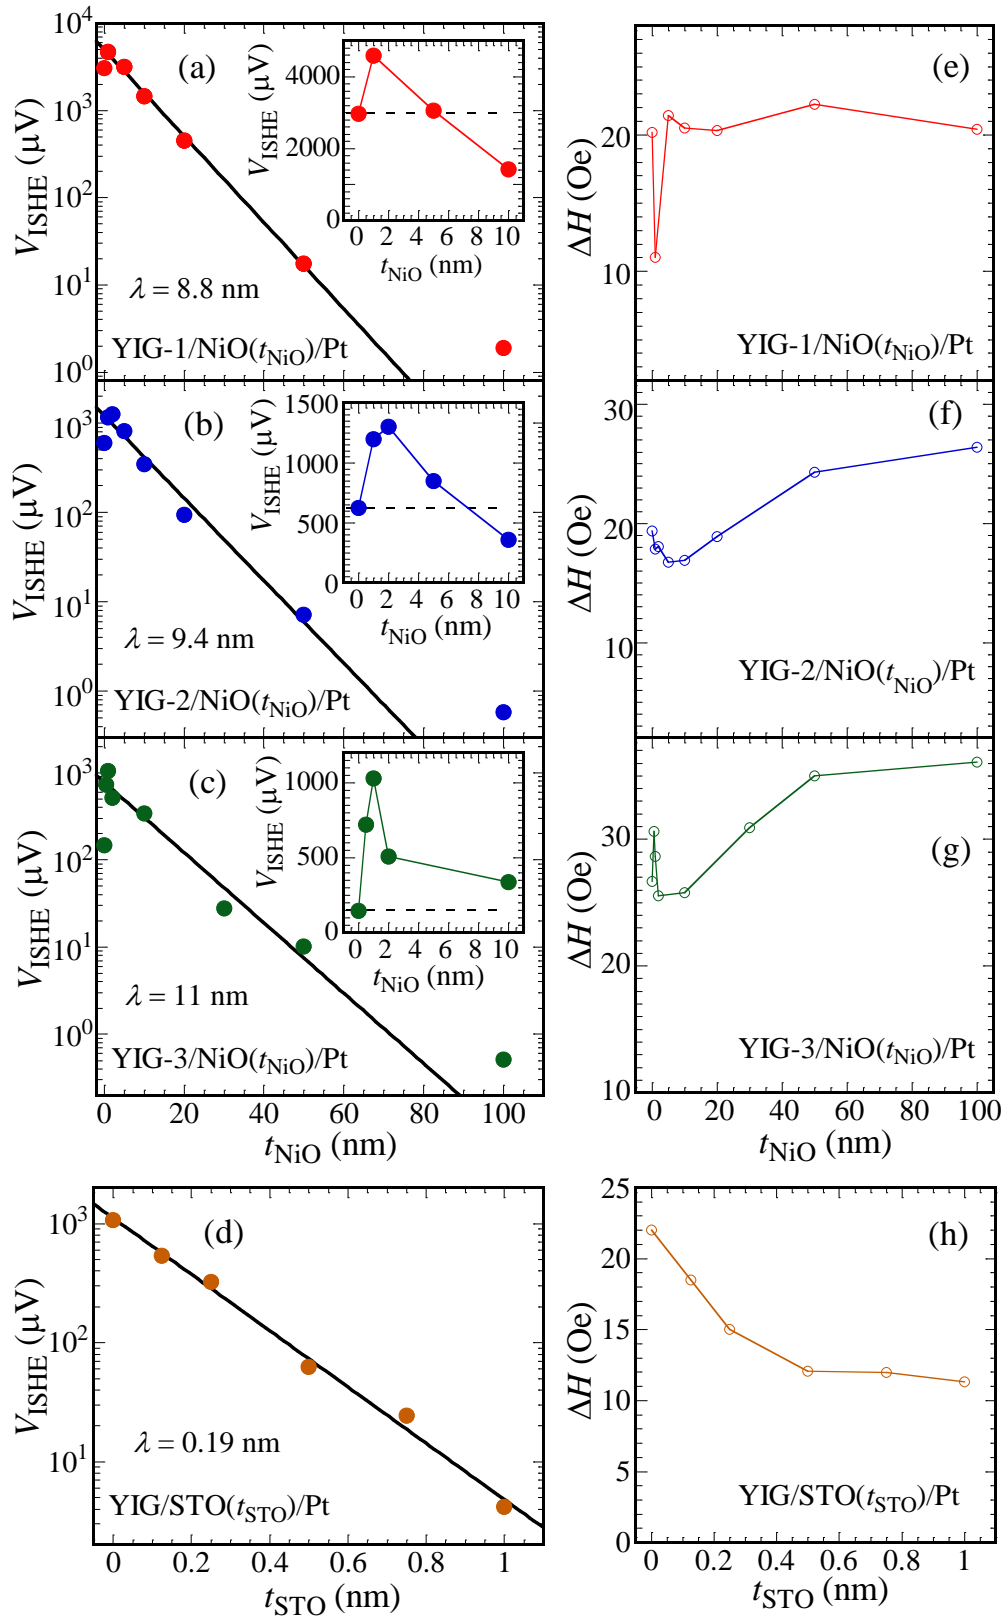 (a)
V_ISHE (µV)
10^4
10^3
10^2
10^1
10^0
λ = 8.8 nm
YIG-1/NiO(t_NiO)/Pt
V_ISHE (µV)
4000
2000
0
0 2 4 6 8 10
t_NiO (nm)
(b)
V_ISHE (µV)
10^3
10^2
10^1
10^0
λ = 9.4 nm
YIG-2/NiO(t_NiO)/Pt
V_ISHE (µV)
1500
1000
500
0
0 2 4 6 8 10
t_NiO (nm)
(c)
V_ISHE (µV)
10^3
10^2
10^1
10^0
λ = 11 nm
YIG-3/NiO(t_NiO)/Pt
V_ISHE (µV)
1000
500
0
0 2 4 6 8 10
t_NiO (nm)
0 20 40 60 80 100
t_NiO (nm)
(d)
V_ISHE (µV)
10^3
10^2
10^1
λ = 0.19 nm
YIG/STO(t_STO)/Pt
0 0.2 0.4 0.6 0.8 1
t_STO (nm)
(e)
ΔH (Oe)
20
10
YIG-1/NiO(t_NiO)/Pt
(f)
ΔH (Oe)
30
20
10
YIG-2/NiO(t_NiO)/Pt
(g)
ΔH (Oe)
30
20
10
YIG-3/NiO(t_NiO)/Pt
0 20 40 60 80 100
t_NiO (nm)
(h)
ΔH (Oe)
25
20
15
10
5
0
YIG/STO(t_STO)/Pt
0 0.2 0.4 0.6 0.8 1
t_STO (nm)